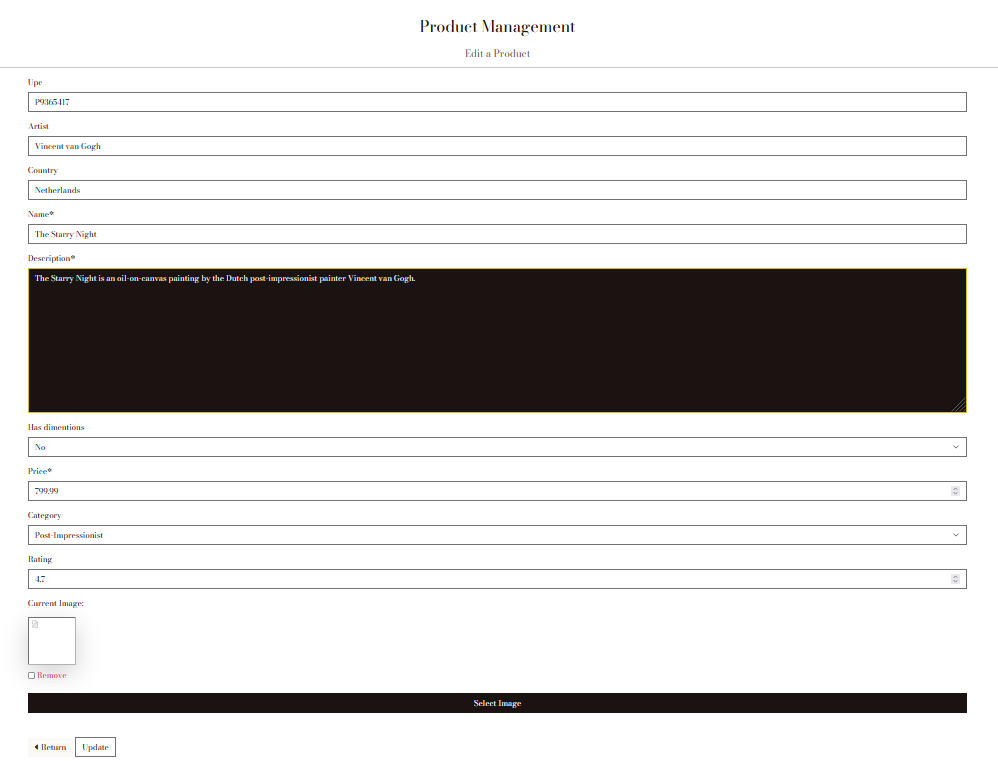 Product Management
Edit a Product
Upc
P9365417
Artist
Vincent van Gogh
Country
Netherlands
Name*
The Starry Night
Description*
The Starry Night is an oil-on-canvas painting by the Dutch post-impressionist painter Vincent van Gogh.
Has dimentions
No
Price*
799.99
Category
Post-Impressionist
Rating
4.7
Current Image:
Remove
Select Image
Return
Update